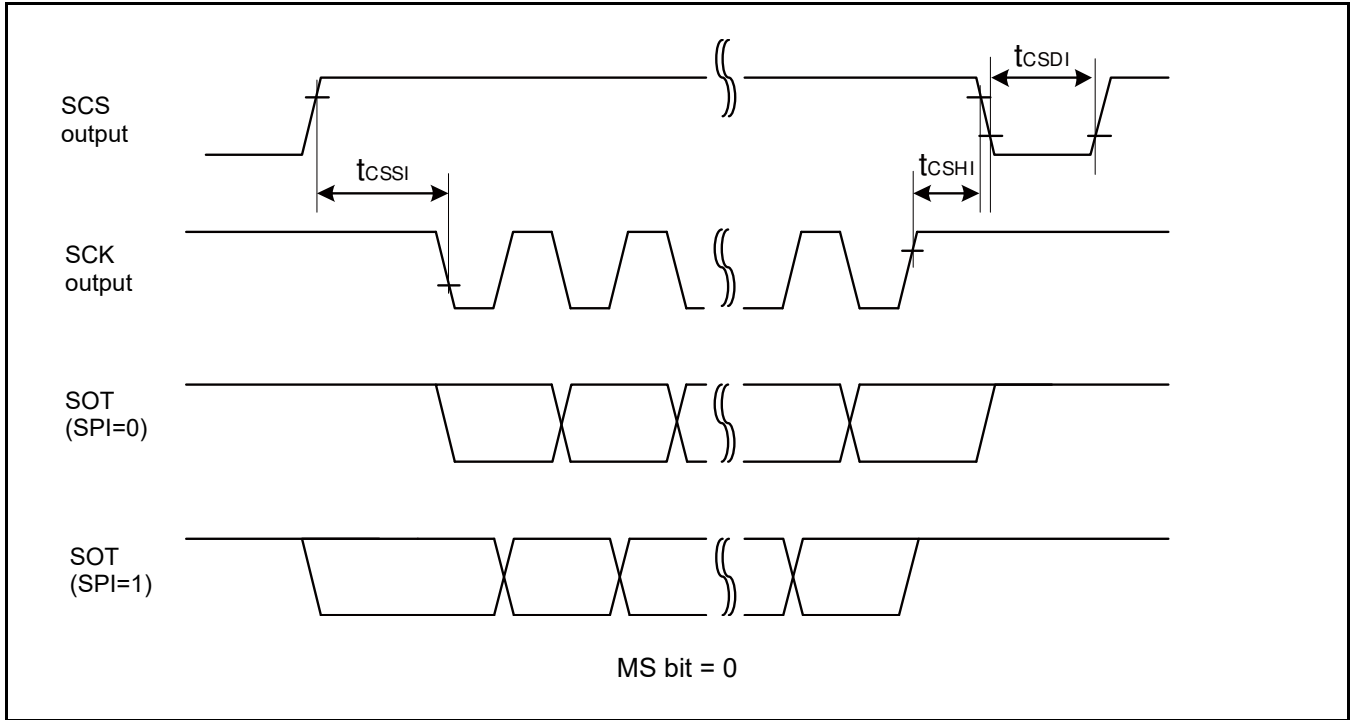 SCS
output
tCSDI
tCSSI
tCSHI
SCK
output
SOT
(SPI=0)
SOT
(SPI=1)
MS bit = 0